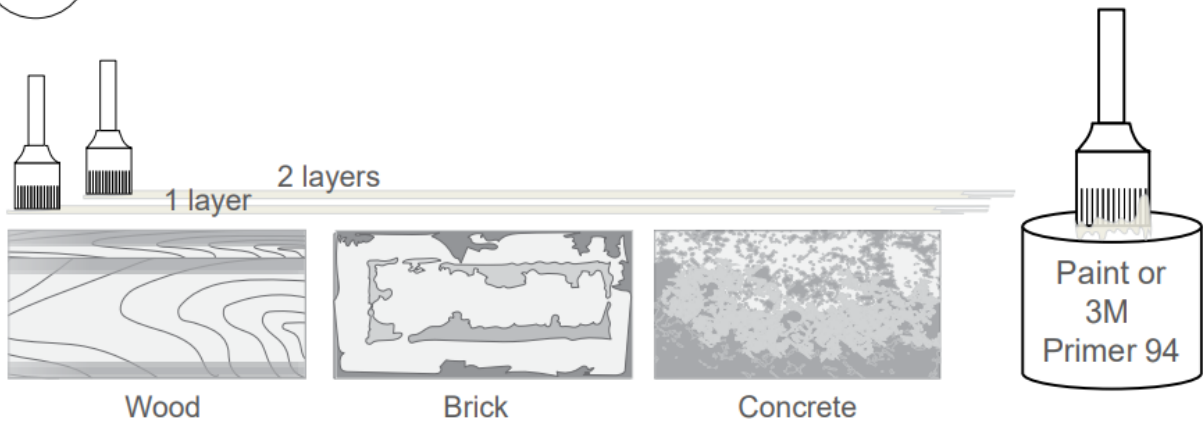 2 layers
1 layer
Paint or
3M
Primer 94
Wood
Brick
Concrete